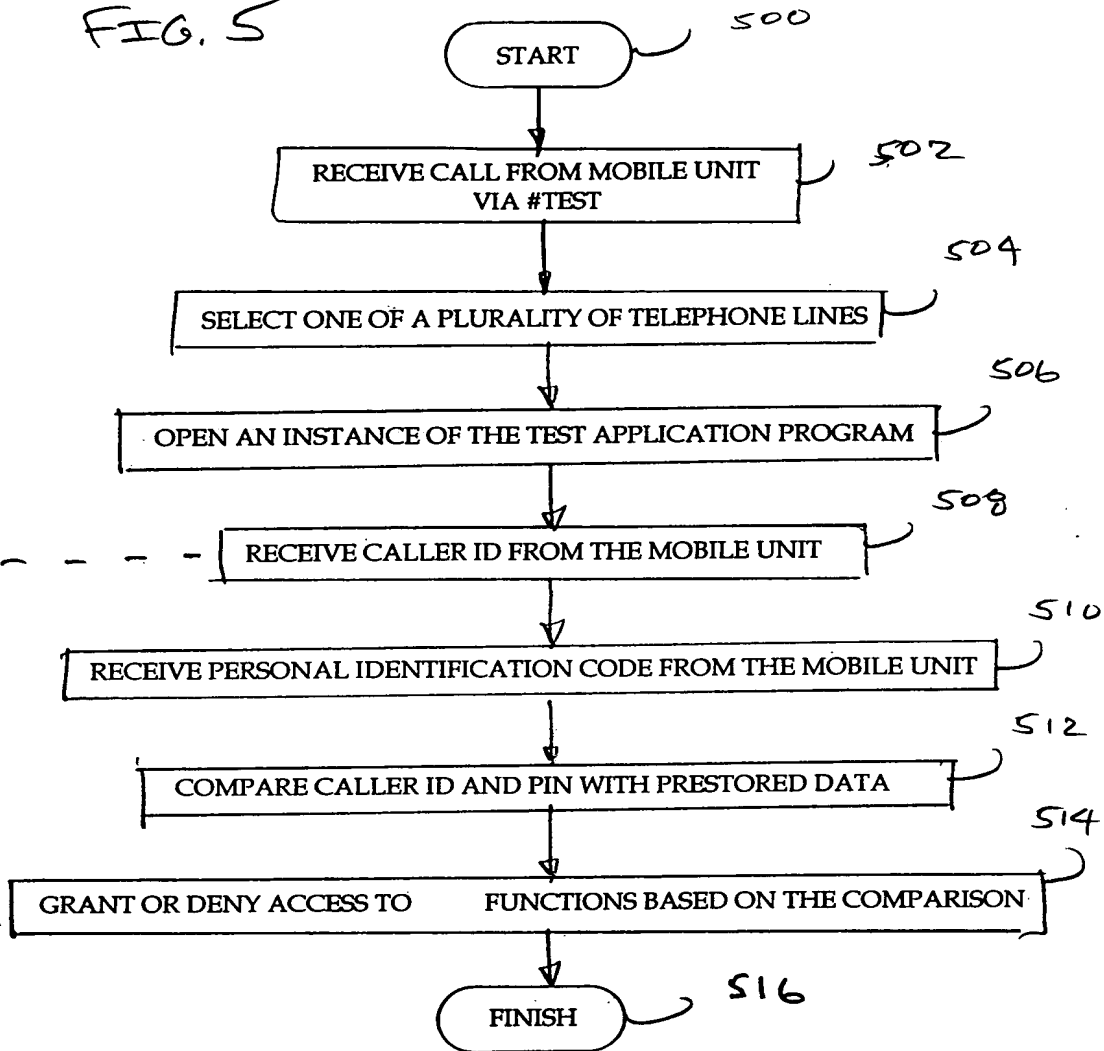 FIG. 5
500
START
502
RECEIVE CALL FROM MOBILE UNIT
VIA #TEST
504
SELECT ONE OF A PLURALITY OF TELEPHONE LINES
506
OPEN AN INSTANCE OF THE TEST APPLICATION PROGRAM
508
RECEIVE CALLER ID FROM THE MOBILE UNIT
510
RECEIVE PERSONAL IDENTIFICATION CODE FROM THE MOBILE UNIT
512
COMPARE CALLER ID AND PIN WITH PRESTORED DATA
514
GRANT OR DENY ACCESS TO FUNCTIONS BASED ON THE COMPARISON
516
FINISH